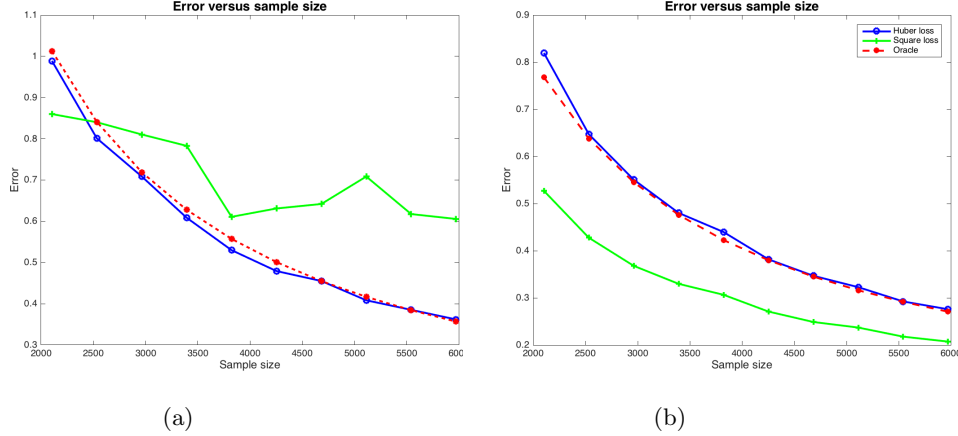 Error versus sample size
1.1
1
0.9
0.8
0.7
0.6
0.5
0.4
0.3
Error
2000 2500 3000 3500 4000 4500 5000 5500 6000
Sample size
(a)
Error versus sample size
Huber loss
Square loss
Oracle
0.9
0.8
0.7
0.6
0.5
0.4
0.3
0.2
Error
2000 2500 3000 3500 4000 4500 5000 5500 6000
Sample size
(b)